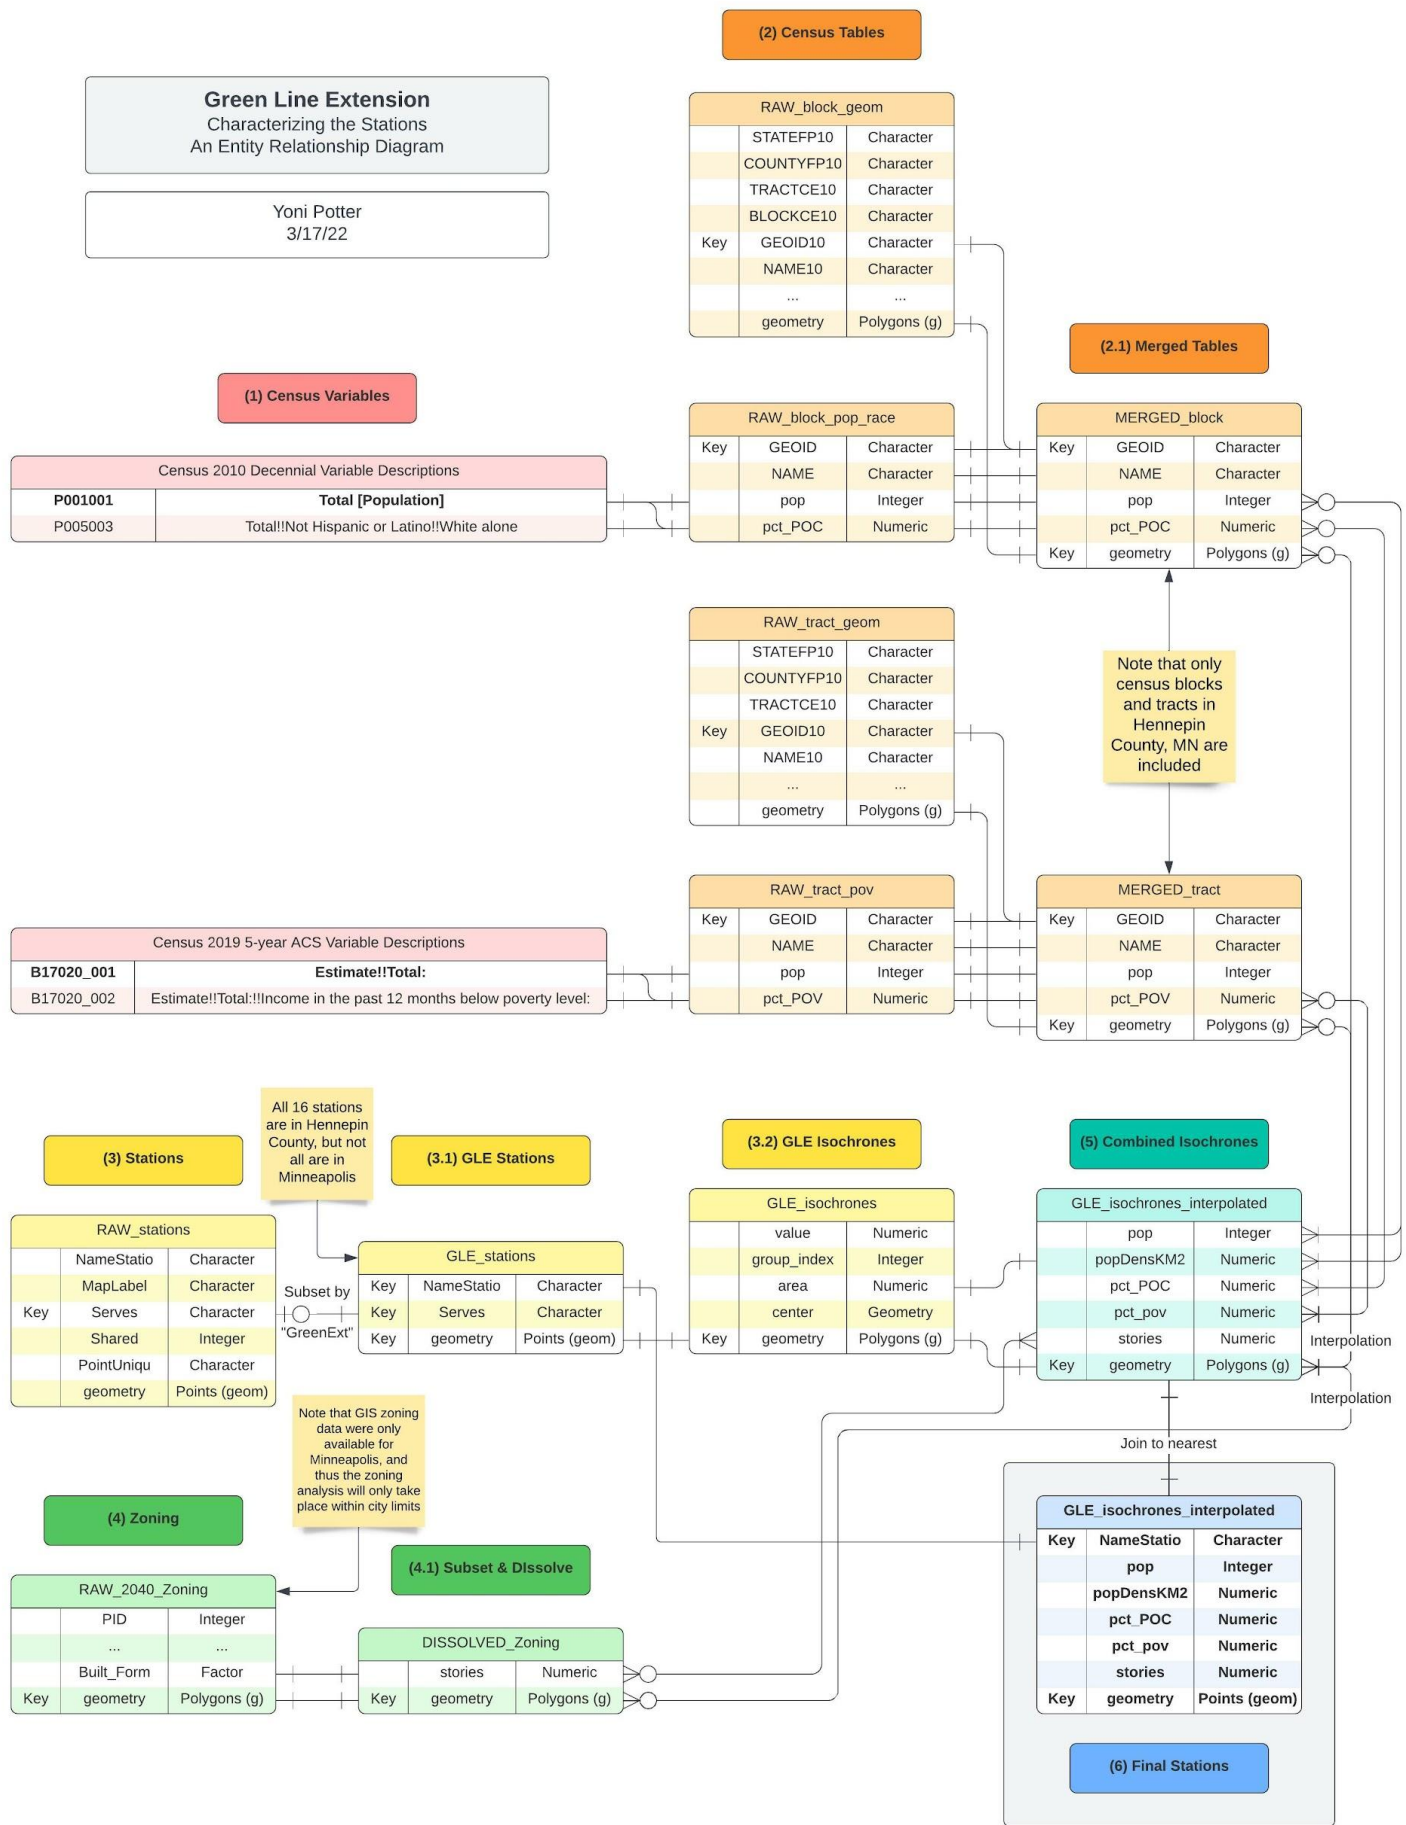 (2) Census Tables
Green Line Extension
Characterizing the Stations
An Entity Relationship Diagram
Yoni Potter
3/17/22
RAW_block_geom
STATEFP10 Character
COUNTYFP10 Character
TRACTCE10 Character
BLOCKCE10 Character
Key GEOID10 Character
NAME10 Character
... ...
geometry Polygons (g)
(2.1) Merged Tables
(1) Census Variables
Census 2010 Decennial Variable Descriptions
P001001 Total [Population]
P005003 Total!!Not Hispanic or Latino!!White alone
RAW_block_pop_race
Key GEOID Character
NAME Character
pop Integer
pct_POC Numeric
MERGED_block
Key GEOID Character
NAME Character
pop Integer
pct_POC Numeric
Key geometry Polygons (g)
RAW_tract_geom
STATEFP10 Character
COUNTYFP10 Character
TRACTCE10 Character
Key GEOID10 Character
NAME10 Character
... ...
geometry Polygons (g)
Note that only
census blocks
and tracts in
Hennepin
County, MN are
included
Census 2019 5-year ACS Variable Descriptions
B17020_001 Estimate!!Total:
B17020_002 Estimate!!Total:!!Income in the past 12 months below poverty level:
RAW_tract_pov
Key GEOID Character
NAME Character
pop Integer
pct_POV Numeric
MERGED_tract
Key GEOID Character
NAME Character
pop Integer
pct_POV Numeric
Key geometry Polygons (g)
(3) Stations
All 16 stations
are in Hennepin
County, but not
all are in
Minneapolis
(3.1) GLE Stations
(3.2) GLE Isochrones
(5) Combined Isochrones
RAW_stations
NameStatio Character
MapLabel Character
Key Serves Character
Shared Integer
PointUniqu Character
geometry Points (geom)
Subset by
"GreenExt"
GLE_stations
Key NameStatio Character
Key Serves Character
Key geometry Points (geom)
GLE_isochrones
value Numeric
group_index Integer
area Numeric
center Geometry
Key geometry Polygons (g)
GLE_isochrones_interpolated
pop Integer
popDensKM2 Numeric
pct_POC Numeric
pct_pov Numeric
stories Numeric
Key geometry Polygons (g)
Interpolation
Interpolation
Join to nearest
Note that GIS zoning
data were only
available for
Minneapolis, and
thus the zoning
analysis will only take
place within city limits
(4) Zoning
(4.1) Subset & DIssolve
RAW_2040_Zoning
PID Integer
... ...
Built_Form Factor
Key geometry Polygons (g)
DISSOLVED_Zoning
stories Numeric
Key geometry Polygons (g)
GLE_isochrones_interpolated
Key NameStatio Character
pop Integer
popDensKM2 Numeric
pct_POC Numeric
pct_pov Numeric
stories Numeric
Key geometry Points (geom)
(6) Final Stations